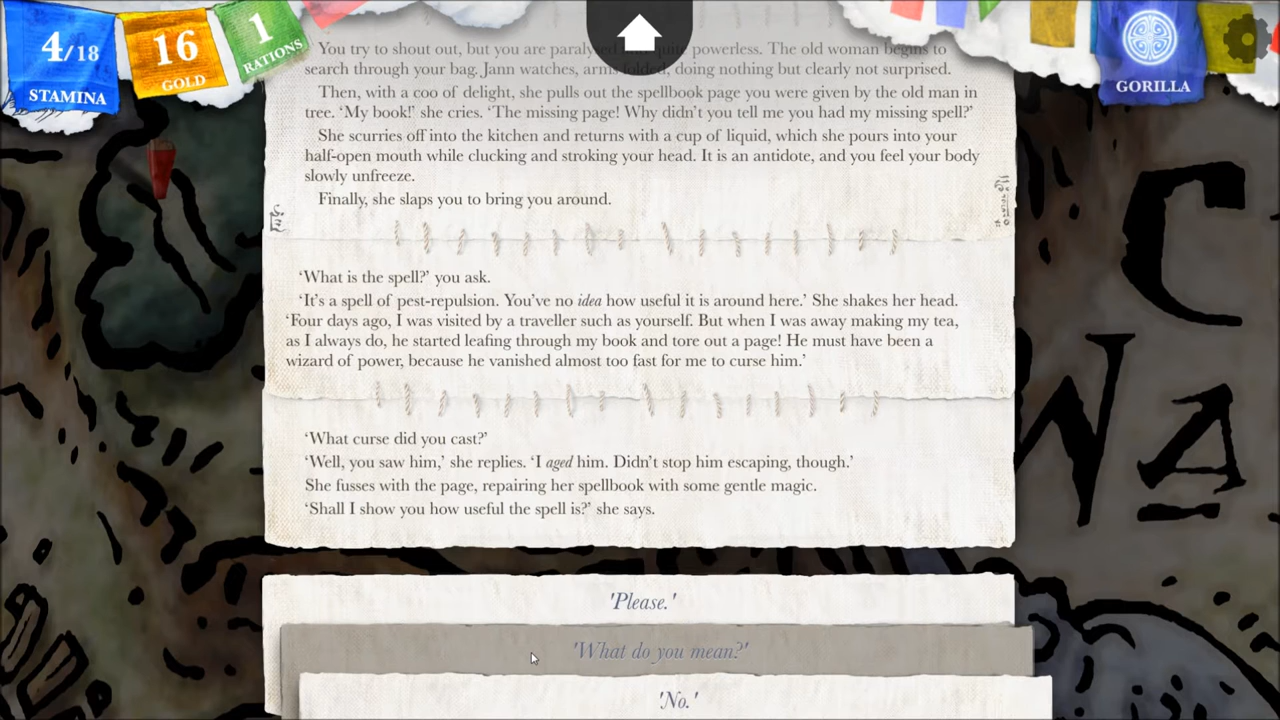 4/18
STAMINA
16
GOLD
1
RATIONS
GORILLA
You try to shout out, but you are paralysed and quite powerless. The old woman begins to
search through your bag. Jann watches, arms folded, doing nothing but clearly not surprised.
Then, with a coo of delight, she pulls out the spellbook page you were given by the old man in
tree. ‘My book!’ she cries. ‘The missing page! Why didn’t you tell me you had my missing spell?’
She scurries off into the kitchen and returns with a cup of liquid, which she pours into your
half-open mouth while clucking and stroking your head. It is an antidote, and you feel your body
slowly unfreeze.
Finally, she slaps you to bring you around.
‘What is the spell?’ you ask.
‘It’s a spell of pest-repulsion. You’ve no idea how useful it is around here.’ She shakes her head.
‘Four days ago, I was visited by a traveller such as yourself. But when I was away making my tea,
as I always do, he started leafing through my book and tore out a page! He must have been a
wizard of power, because he vanished almost too fast for me to curse him.’
‘What curse did you cast?’
‘Well, you saw him,’ she replies. ‘I aged him. Didn’t stop him escaping, though.’
She fusses with the page, repairing her spellbook with some gentle magic.
‘Shall I show you how useful the spell is?’ she says.
'Please.'
'What do you mean?'
'No.'
C
Wa